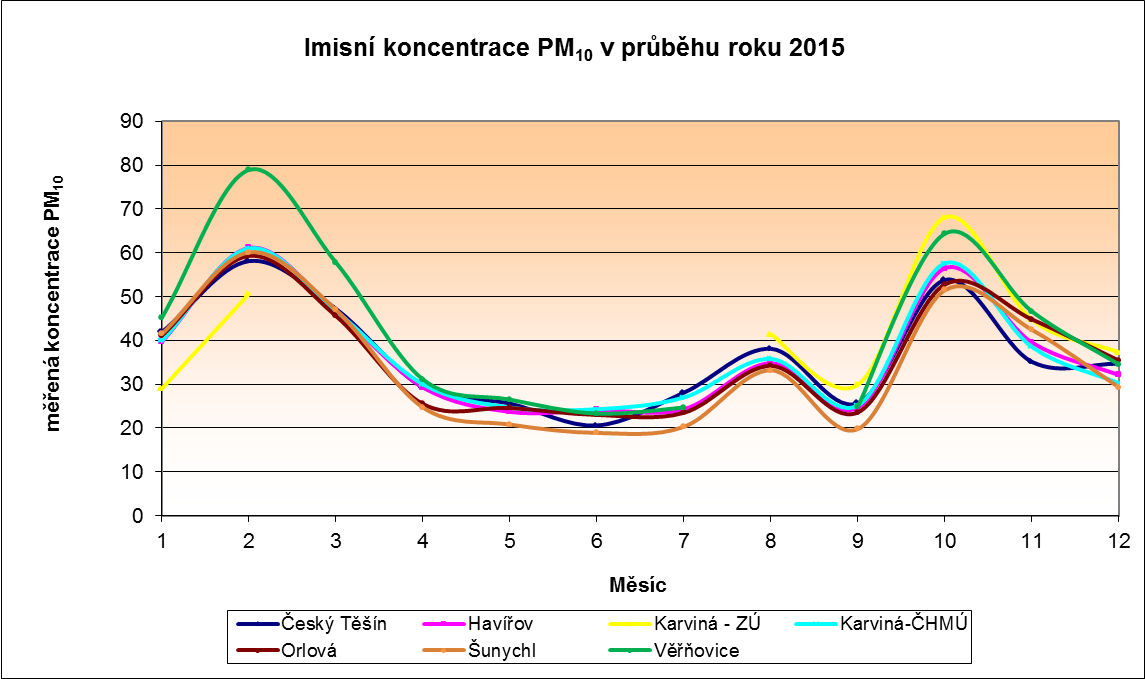 Imisní koncentrace PM10 v průběhu roku 2015
měřená koncentrace PM10
90
80
70
60
50
40
30
20
10
0
1 2 3 4 5 6 7 8 9 10 11 12
Měsíc
Český Těšín Havířov Karviná - ZÚ Karviná-ČHMÚ
Orlová Šunychl Věřňovice